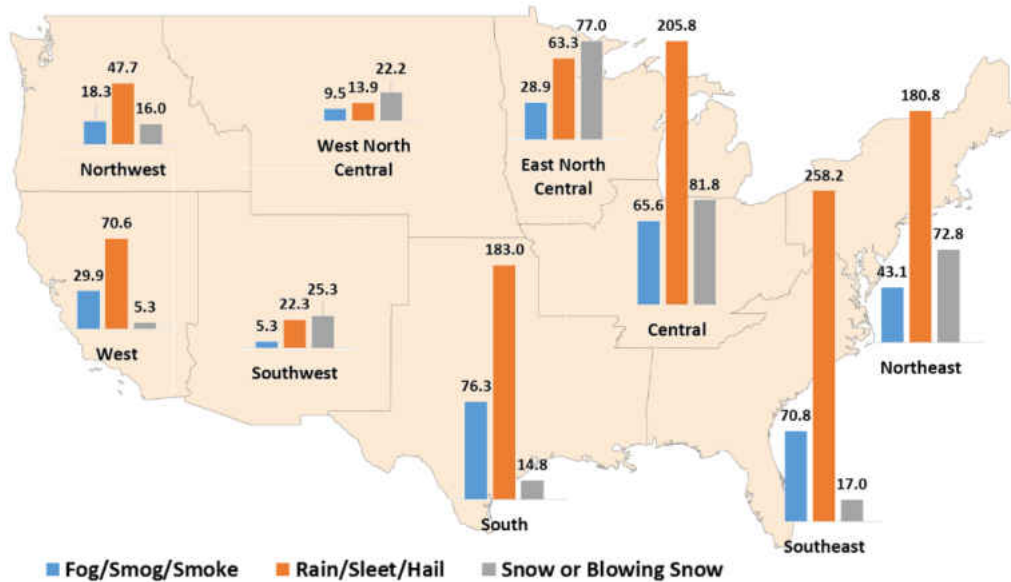 18.3
47.7
16.0
Northwest
9.5
13.9
22.2
West North
Central
28.9
63.3
77.0
East North
Central
65.6
205.8
81.8
Central
43.1
180.8
72.8
Northeast
29.9
70.6
5.3
West
5.3
22.3
25.3
Southwest
76.3
183.0
14.8
South
70.8
258.2
17.0
Southeast
Fog/Smog/Smoke
Rain/Sleet/Hail
Snow or Blowing Snow